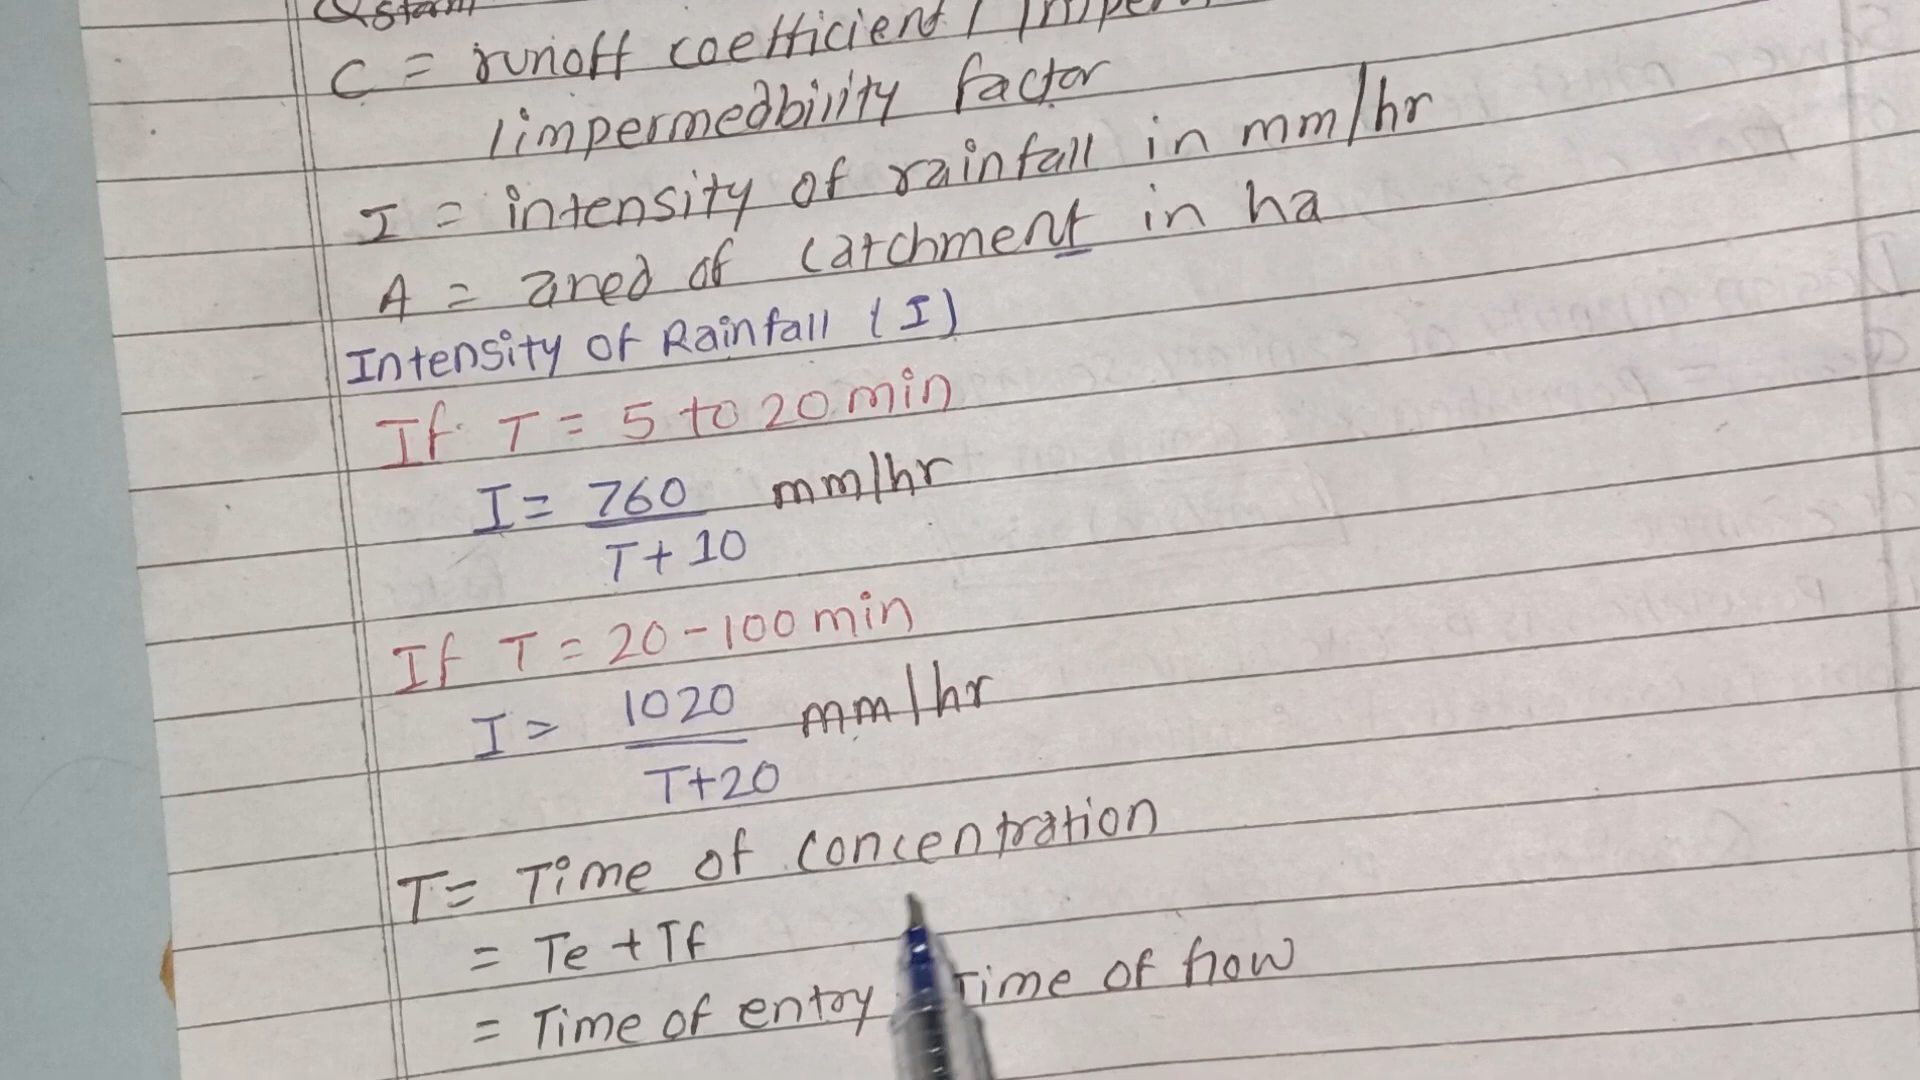 Qstorm
C = runoff coefficient /
/impermeability factor
I = intensity of rainfall in mm/hr
A = area of catchment in ha
Intensity of Rainfall (I)
If T = 5 to 20 min
I = 760 / T + 10 mm/hr
If T = 20 - 100 min
I = 1020 / T+20 mm/hr
T = Time of concentration
= Te + Tf
= Time of entry Time of flow